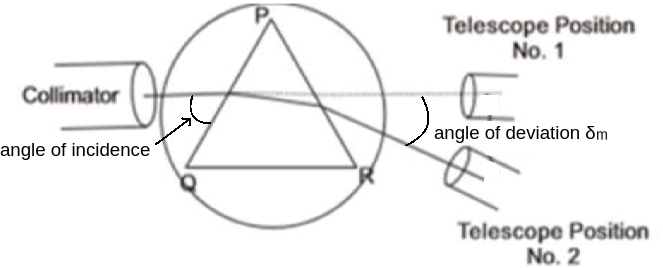 P
Telescope Position
No. 1
Collimator
angle of incidence
angle of deviation δm
Q
R
Telescope Position
No. 2